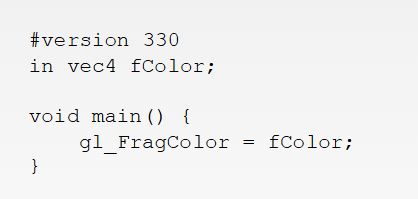 #version 330
in vec4 fColor;

void main() {
    gl_FragColor = fColor;
}